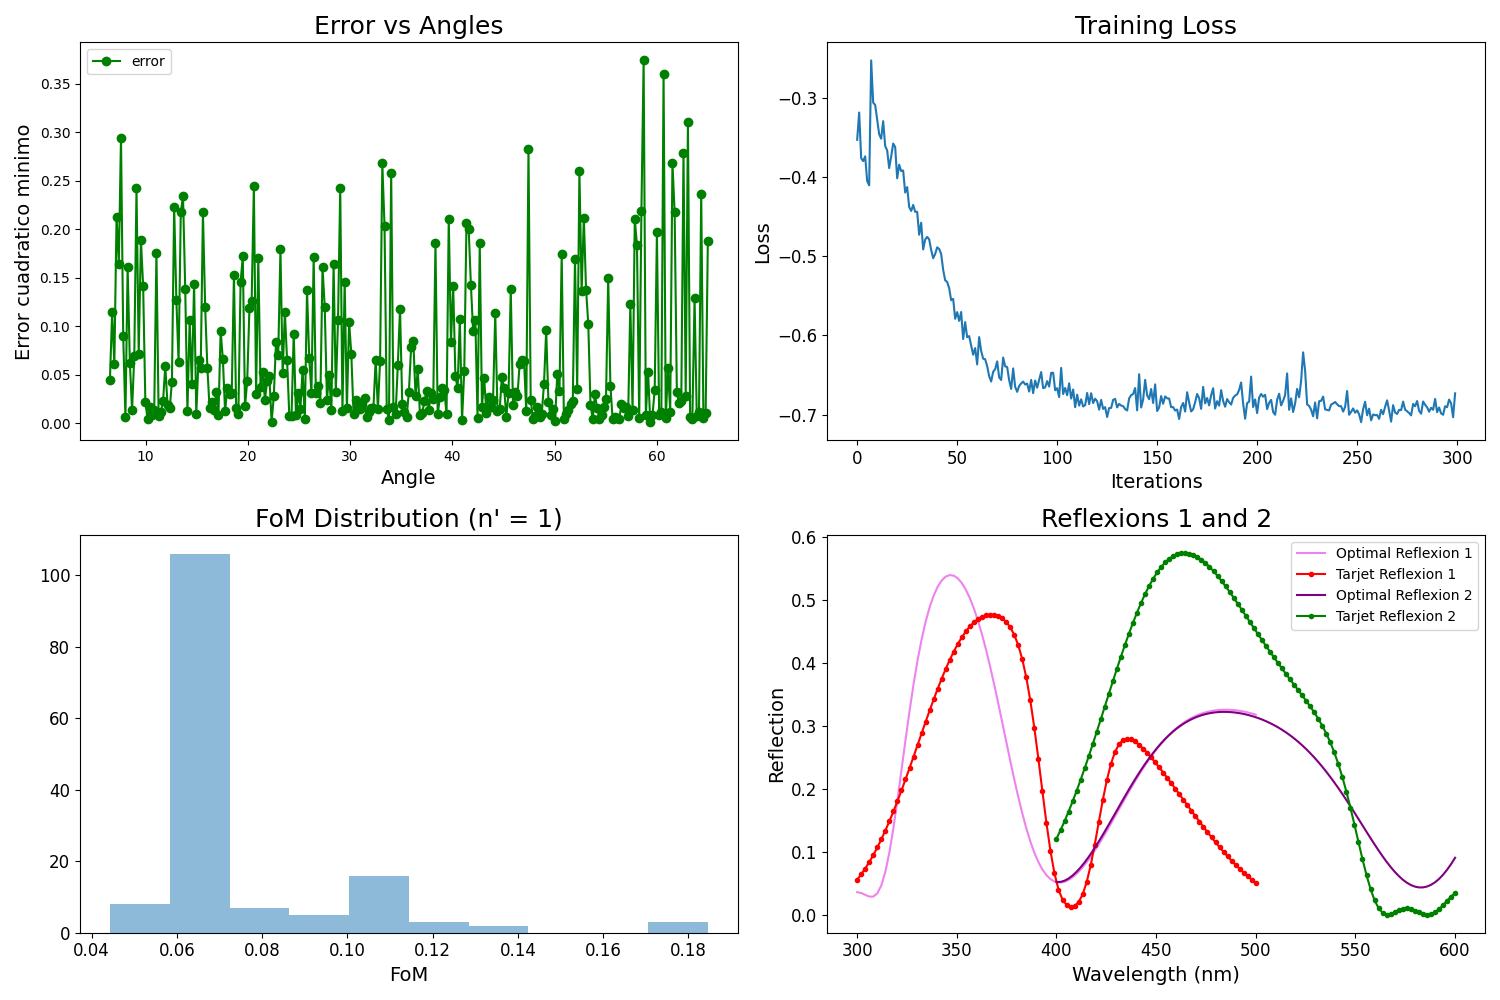 Error vs Angles
error
Error cuadratico minimo
0.35
0.30
0.25
0.20
0.15
0.10
0.05
0.00
10 20 30 40 50 60
Angle
Training Loss
Loss
−0.3
−0.4
−0.5
−0.6
−0.7
0 50 100 150 200 250 300
Iterations
FoM Distribution (n' = 1)
100
80
60
40
20
0
0.04 0.06 0.08 0.10 0.12 0.14 0.16 0.18
FoM
Reflexions 1 and 2
Optimal Reflexion 1
Tarjet Reflexion 1
Optimal Reflexion 2
Tarjet Reflexion 2
Reflection
0.6
0.5
0.4
0.3
0.2
0.1
0.0
300 350 400 450 500 550 600
Wavelength (nm)